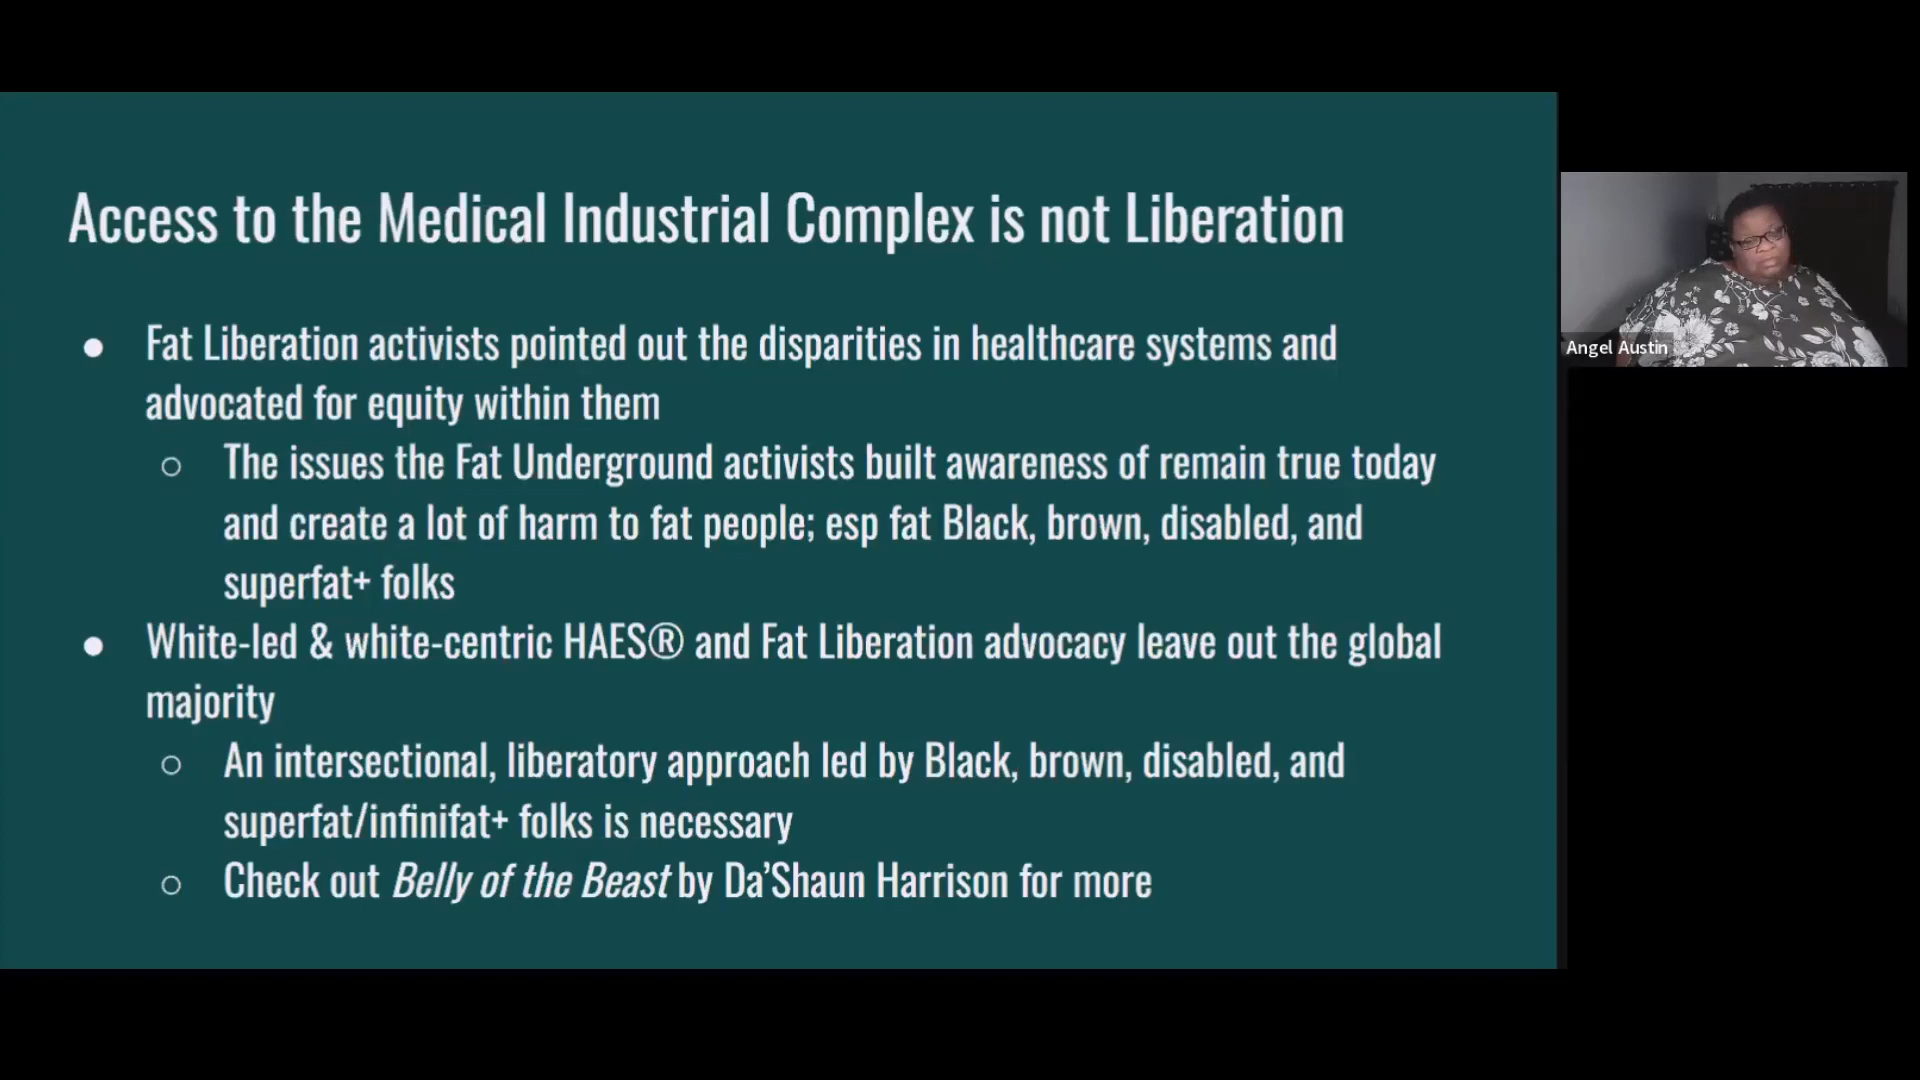 Access to the Medical Industrial Complex is not Liberation
● Fat Liberation activists pointed out the disparities in healthcare systems and
advocated for equity within them
○ The issues the Fat Underground activists built awareness of remain true today
and create a lot of harm to fat people; esp fat Black, brown, disabled, and
superfat+ folks
● White-led & white-centric HAES® and Fat Liberation advocacy leave out the global
majority
○ An intersectional, liberatory approach led by Black, brown, disabled, and
superfat/infinifat+ folks is necessary
○ Check out Belly of the Beast by Da’Shaun Harrison for more
Angel Austin